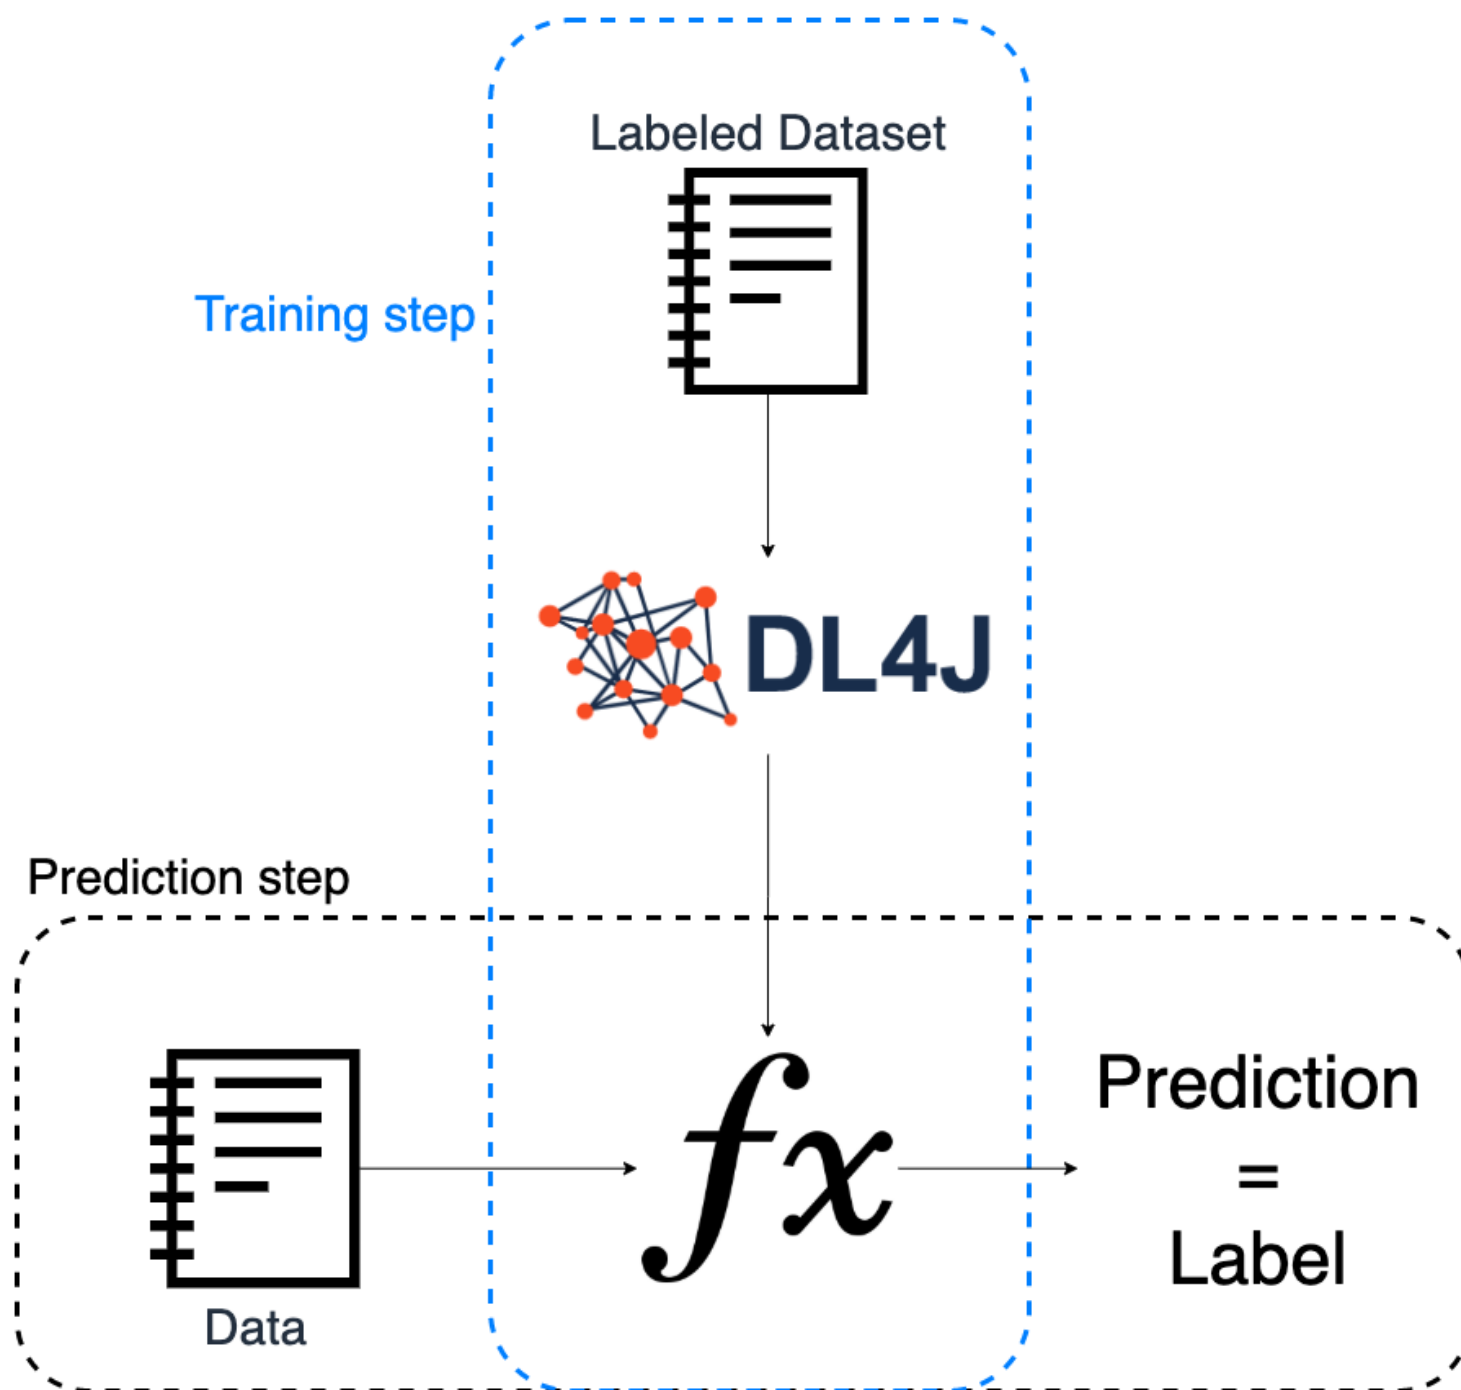 Labeled Dataset
Training step
DL4J
Prediction step
fx
Prediction
=
Label
Data